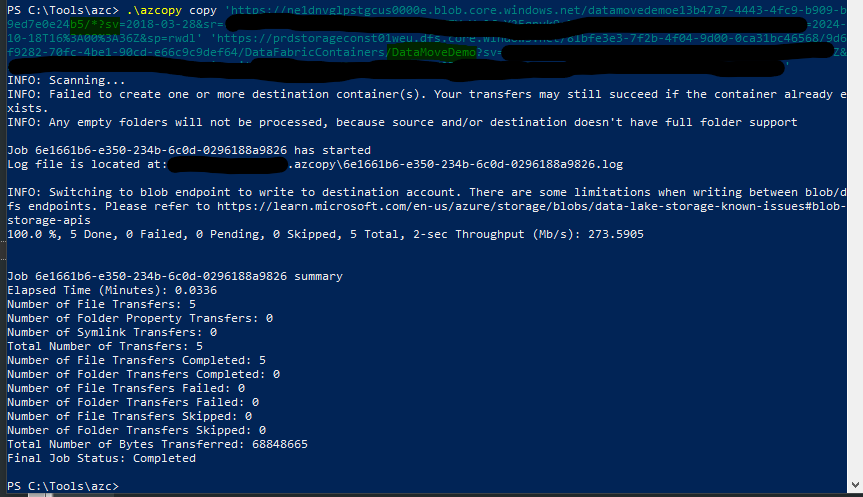 PS C:\Tools\azc> .\azcopy copy 'https://ne1dnyglpstgcus0000e.blob.core.windows.net/datamovedemoe13b47a7-4443-4fc9-b909-b
9ed7e0e24b5/*?sv=2018-03-28&sr=
=2024-
10-18T16%3A00%3A36Z&sp=rwdl' 'https://prdstorageconst01weu.dfs.core.windows.net/81bfe3e3-7f2b-4f04-9d00-0ca31bc46568/9d6
f9282-70fc-4be1-90cd-e66c9c9def64/DataFabricContainers/DataMoveDemo?sv=
INFO: Scanning...
INFO: Failed to create one or more destination container(s). Your transfers may still succeed if the container already e
xists.
INFO: Any empty folders will not be processed, because source and/or destination doesn't have full folder support
Job 6e1661b6-e350-234b-6c0d-0296188a9826 has started
Log file is located at: .azcopy\6e1661b6-e350-234b-6c0d-0296188a9826.log
INFO: Switching to blob endpoint to write to destination account. There are some limitations when writing between blob/d
fs endpoints. Please refer to https://learn.microsoft.com/en-us/azure/storage/blobs/data-lake-storage-known-issues#blob-
storage-apis
100.0 %, 5 Done, 0 Failed, 0 Pending, 0 Skipped, 5 Total, 2-sec Throughput (Mb/s): 273.5905
Job 6e1661b6-e350-234b-6c0d-0296188a9826 summary
Elapsed Time (Minutes): 0.0336
Number of File Transfers: 5
Number of Folder Property Transfers: 0
Number of Symlink Transfers: 0
Total Number of Transfers: 5
Number of File Transfers Completed: 5
Number of Folder Transfers Completed: 0
Number of File Transfers Failed: 0
Number of Folder Transfers Failed: 0
Number of File Transfers Skipped: 0
Number of Folder Transfers Skipped: 0
Total Number of Bytes Transferred: 68848665
Final Job Status: Completed
PS C:\Tools\azc>